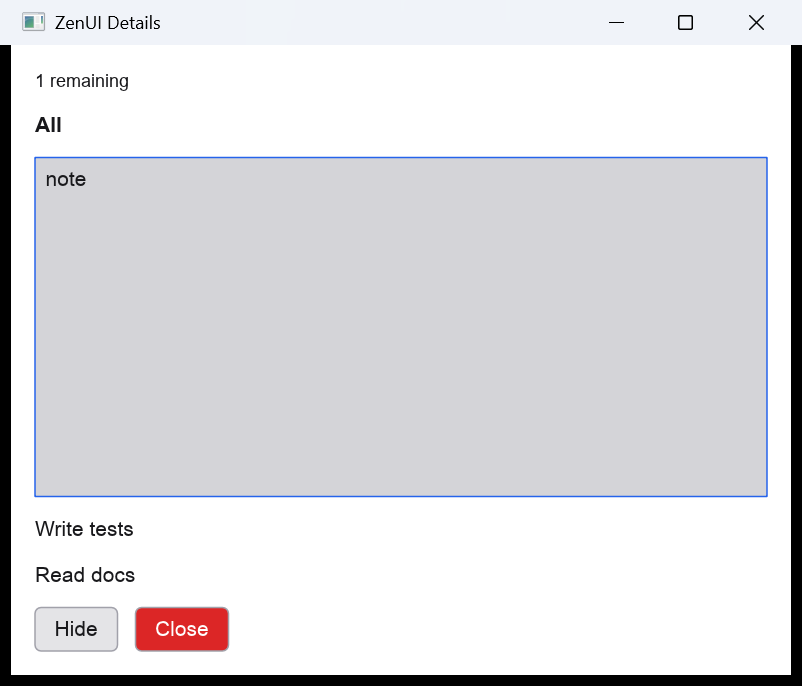 ZenUI Details
1 remaining
All
note
Write tests
Read docs
Hide Close